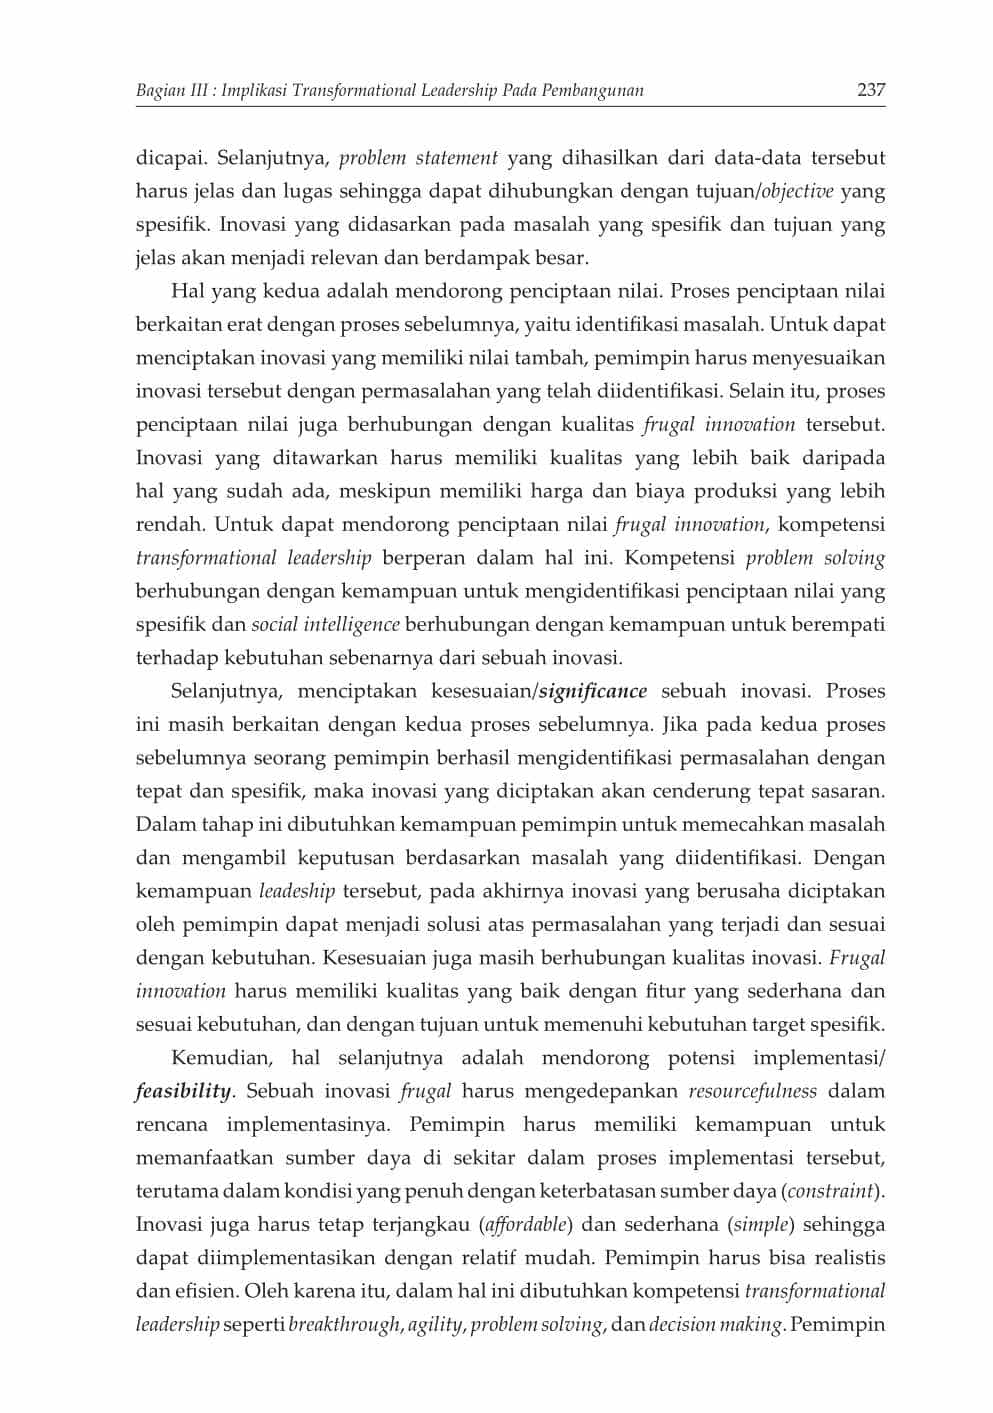 Bagian III : Implikasi Transformational Leadership Pada Pembangunan 237
dicapai. Selanjutnya, problem statement yang dihasilkan dari data-data tersebut
harus jelas dan lugas sehingga dapat dihubungkan dengan tujuan/objective yang
spesifik. Inovasi yang didasarkan pada masalah yang spesifik dan tujuan yang
jelas akan menjadi relevan dan berdampak besar.
Hal yang kedua adalah mendorong penciptaan nilai. Proses penciptaan nilai
berkaitan erat dengan proses sebelumnya, yaitu identifikasi masalah. Untuk dapat
menciptakan inovasi yang memiliki nilai tambah, pemimpin harus menyesuaikan
inovasi tersebut dengan permasalahan yang telah diidentifikasi. Selain itu, proses
penciptaan nilai juga berhubungan dengan kualitas frugal innovation tersebut.
Inovasi yang ditawarkan harus memiliki kualitas yang lebih baik daripada
hal yang sudah ada, meskipun memiliki harga dan biaya produksi yang lebih
rendah. Untuk dapat mendorong penciptaan nilai frugal innovation, kompetensi
transformational leadership berperan dalam hal ini. Kompetensi problem solving
berhubungan dengan kemampuan untuk mengidentifikasi penciptaan nilai yang
spesifik dan social intelligence berhubungan dengan kemampuan untuk berempati
terhadap kebutuhan sebenarnya dari sebuah inovasi.
Selanjutnya, menciptakan kesesuaian/significance sebuah inovasi. Proses
ini masih berkaitan dengan kedua proses sebelumnya. Jika pada kedua proses
sebelumnya seorang pemimpin berhasil mengidentifikasi permasalahan dengan
tepat dan spesifik, maka inovasi yang diciptakan akan cenderung tepat sasaran.
Dalam tahap ini dibutuhkan kemampuan pemimpin untuk memecahkan masalah
dan mengambil keputusan berdasarkan masalah yang diidentifikasi. Dengan
kemampuan leadeship tersebut, pada akhirnya inovasi yang berusaha diciptakan
oleh pemimpin dapat menjadi solusi atas permasalahan yang terjadi dan sesuai
dengan kebutuhan. Kesesuaian juga masih berhubungan kualitas inovasi. Frugal
innovation harus memiliki kualitas yang baik dengan fitur yang sederhana dan
sesuai kebutuhan, dan dengan tujuan untuk memenuhi kebutuhan target spesifik.
Kemudian, hal selanjutnya adalah mendorong potensi implementasi/
feasibility. Sebuah inovasi frugal harus mengedepankan resourcefulness dalam
rencana implementasinya. Pemimpin harus memiliki kemampuan untuk
memanfaatkan sumber daya di sekitar dalam proses implementasi tersebut,
terutama dalam kondisi yang penuh dengan keterbatasan sumber daya (constraint).
Inovasi juga harus tetap terjangkau (affordable) dan sederhana (simple) sehingga
dapat diimplementasikan dengan relatif mudah. Pemimpin harus bisa realistis
dan efisien. Oleh karena itu, dalam hal ini dibutuhkan kompetensi transformational
leadership seperti breakthrough, agility, problem solving, dan decision making. Pemimpin